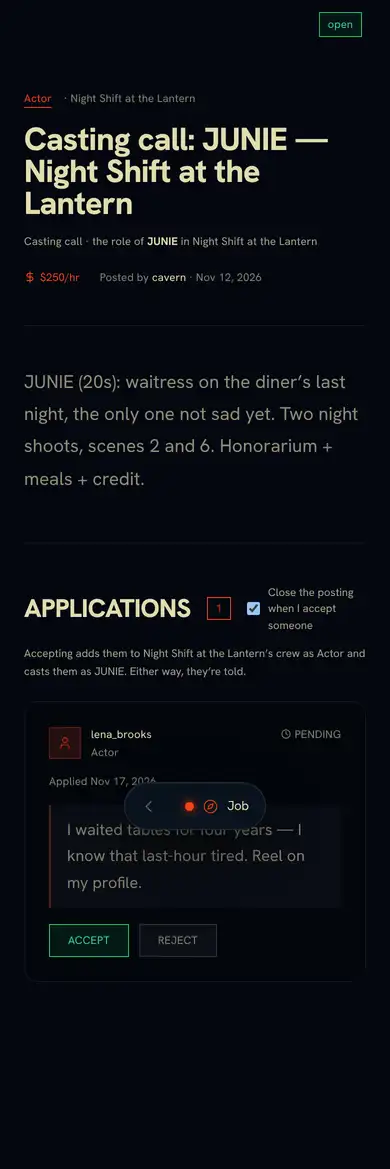 open
Actor · Night Shift at the Lantern
Casting call: JUNIE —
Night Shift at the
Lantern
Casting call · the role of JUNIE in Night Shift at the Lantern
$ $250/hr Posted by cavern · Nov 12, 2026
JUNIE (20s): waitress on the diner’s last
night, the only one not sad yet. Two night
shoots, scenes 2 and 6. Honorarium +
meals + credit.
APPLICATIONS 1
Close the posting
when I accept
someone
Accepting adds them to Night Shift at the Lantern’s crew as Actor and
casts them as JUNIE. Either way, they’re told.
lena_brooks
PENDING
Actor
Applied Nov 17, 2026
Job
I waited tables for four years — I
know that last-hour tired. Reel on
my profile.
ACCEPT REJECT